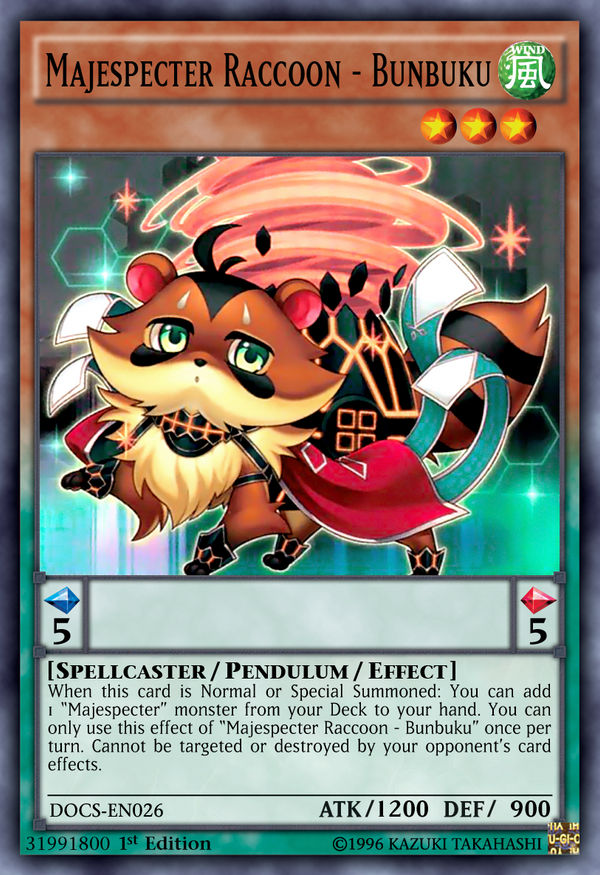 Majespecter Raccoon - Bunbuku
WIND
風
5
5
[Spellcaster / Pendulum / Effect]
When this card is Normal or Special Summoned: You can add
1 “Majespecter” monster from your Deck to your hand. You can
only use this effect of “Majespecter Raccoon - Bunbuku” once per
turn. Cannot be targeted or destroyed by your opponent's card
effects.
DOCS-EN026 ATK/1200 DEF/ 900
31991800 1st Edition ©1996 KAZUKI TAKAHASHI